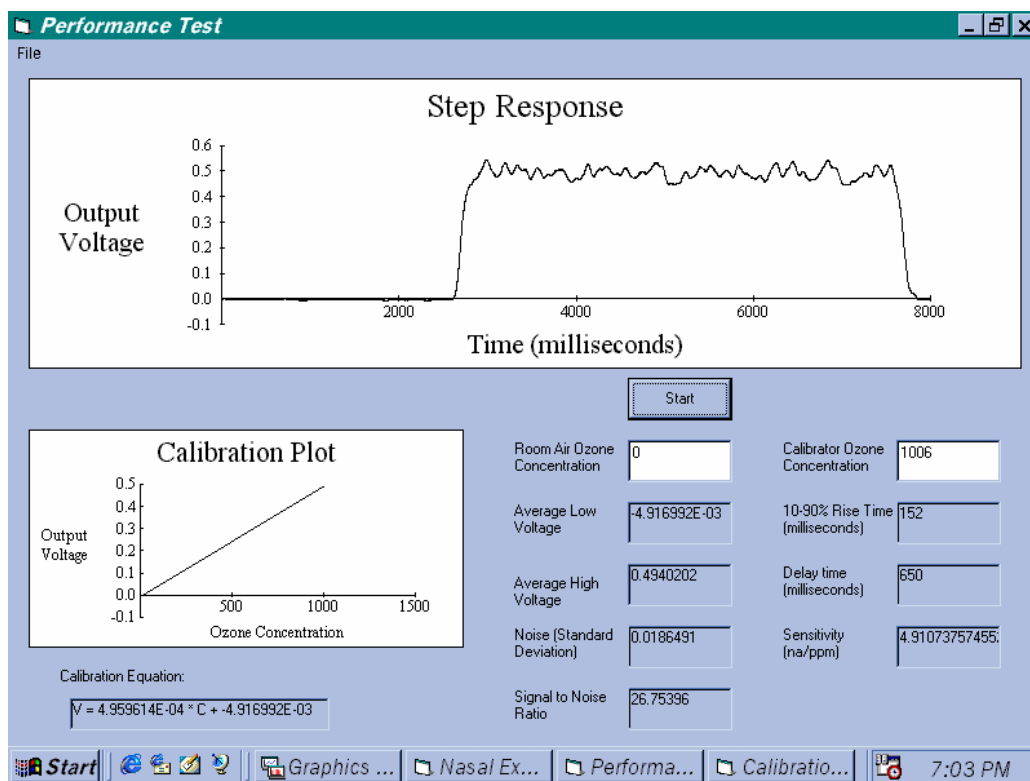 Performance Test
File
Step Response
Output
Voltage
0.6
0.5
0.4
0.3
0.2
0.1
0.0
-0.1
2000
4000
6000
8000
Time (milliseconds)
Start
Calibration Plot
Output
Voltage
0.5
0.4
0.3
0.2
0.1
0.0
-0.1
500
1000
1500
Ozone Concentration
Calibration Equation:
V = 4.959614E-04 * C + -4.916992E-03
Room Air Ozone
Concentration
0
Calibrator Ozone
Concentration
1006
Average Low
Voltage
-4.916992E-03
10-90% Rise Time
(milliseconds)
152
Average High
Voltage
0.4940202
Delay time
(milliseconds)
650
Noise (Standard
Deviation)
0.0186491
Sensitivity
(na/ppm)
Signal to Noise
Ratio
26.75396
Start
Graphics ...
Nasal Ex...
Performa...
Calibratio...
7:03 PM